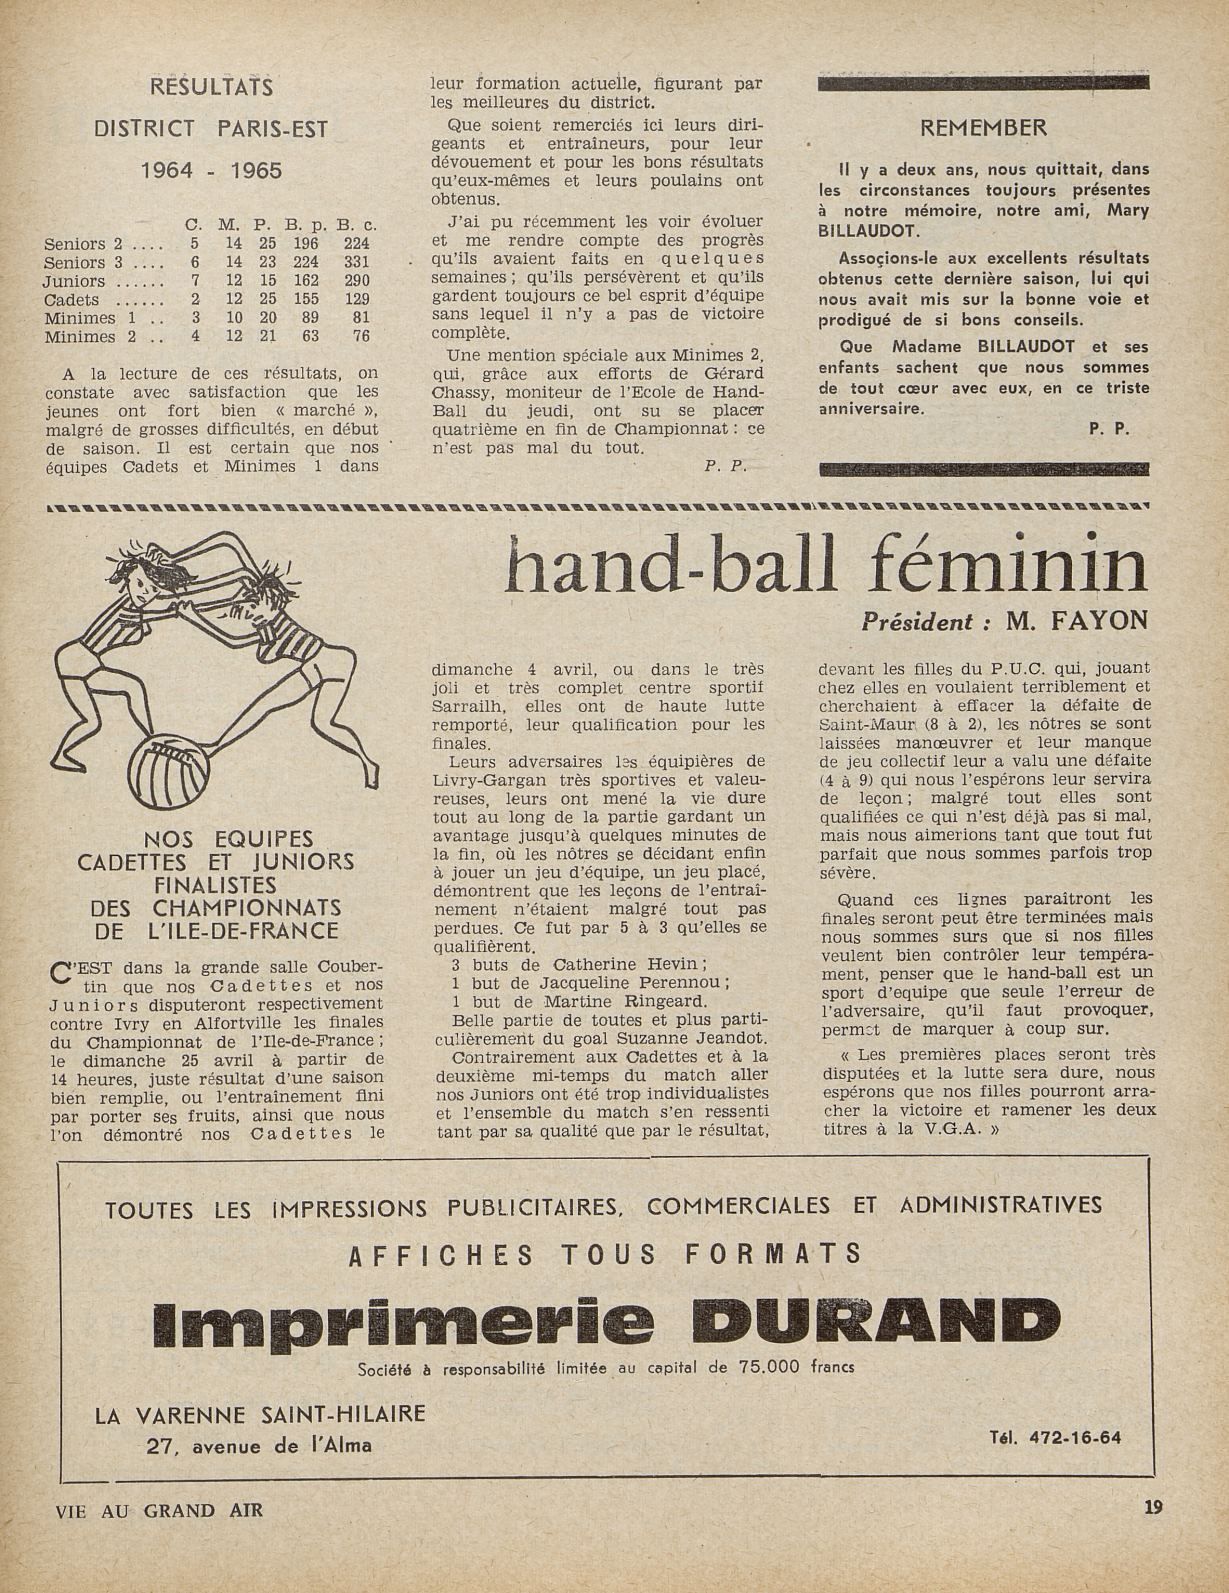 RESULTATS
DISTRICT PARIS-EST
1964 - 1965
C. M. P. B. p. B. c.
Seniors 2 .... 5 14 25 196 224
Seniors 3 .... 6 14 23 224 331
Juniors ...... 7 12 15 162 290
Cadets ...... 2 12 25 155 129
Minimes 1 .. 3 10 20 89 81
Minimes 2 .. 4 12 21 63 76
A la lecture de ces résultats, on
constate avec satisfaction que les
jeunes ont fort bien « marché »,
malgré de grosses difficultés, en début
de saison. Il est certain que nos
équipes Cadets et Minimes 1 dans
leur formation actuelle, figurant par
les meilleures du district.
Que soient remerciés ici leurs diri-
geants et entraîneurs, pour leur
dévouement et pour les bons résultats
qu'eux-mêmes et leurs poulains ont
obtenus.
J'ai pu récemment les voir évoluer
et me rendre compte des progrès
qu'ils avaient faits en quelques
semaines ; qu'ils persévèrent et qu'ils
gardent toujours ce bel esprit d'équipe
sans lequel il n'y a pas de victoire
complète.
Une mention spéciale aux Minimes 2,
qui, grâce aux efforts de Gérard
Chassy, moniteur de l'Ecole de Hand-
Ball du jeudi, ont su se placer
quatrième en fin de Championnat : ce
n'est pas mal du tout.
P. P.
REMEMBER
Il y a deux ans, nous quittait, dans
les circonstances toujours présentes
à notre mémoire, notre ami, Mary
BILLAUDOT.
Assoçions-le aux excellents résultats
obtenus cette dernière saison, lui qui
nous avait mis sur la bonne voie et
prodigué de si bons conseils.
Que Madame BILLAUDOT et ses
enfants sachent que nous sommes
de tout cœur avec eux, en ce triste
anniversaire.
P. P.
hand-ball féminin
Président : M. FAYON
NOS EQUIPES
CADETTES ET JUNIORS
FINALISTES
DES CHAMPIONNATS
DE L'ILE-DE-FRANCE
C'EST dans la grande salle Couber-
tin que nos Cadettes et nos
Juniors disputeront respectivement
contre Ivry en Alfortville les finales
du Championnat de l'Ile-de-France ;
le dimanche 25 avril à partir de
14 heures, juste résultat d'une saison
bien remplie, ou l'entraînement fini
par porter ses fruits, ainsi que nous
l'on démontré nos Cadettes le
dimanche 4 avril, ou dans le très
joli et très complet centre sportif
Sarrailh, elles ont de haute lutte
remporté, leur qualification pour les
finales.
Leurs adversaires les équipières de
Livry-Gargan très sportives et valeu-
reuses, leurs ont mené la vie dure
tout au long de la partie gardant un
avantage jusqu'à quelques minutes de
la fin, où les nôtres se décidant enfin
à jouer un jeu d'équipe, un jeu placé,
démontrent que les leçons de l'entraî-
nement n'étaient malgré tout pas
perdues. Ce fut par 5 à 3 qu'elles se
qualifièrent.
3 buts de Catherine Hevin ;
1 but de Jacqueline Perennou ;
1 but de Martine Ringeard.
Belle partie de toutes et plus parti-
culièrement du goal Suzanne Jeandot.
Contrairement aux Cadettes et à la
deuxième mi-temps du match aller
nos Juniors ont été trop individualistes
et l'ensemble du match s'en ressenti
tant par sa qualité que par le résultat,
devant les filles du P.U.C. qui, jouant
chez elles en voulaient terriblement et
cherchaient à effacer la défaite de
Saint-Maur (8 à 2), les nôtres se sont
laissées manœuvrer et leur manque
de jeu collectif leur a valu une défaite
(4 à 9) qui nous l'espérons leur servira
de leçon ; malgré tout elles sont
qualifiées ce qui n'est déjà pas si mal,
mais nous aimerions tant que tout fut
parfait que nous sommes parfois trop
sévère.
Quand ces lignes paraîtront les
finales seront peut être terminées mais
nous sommes surs que si nos filles
veulent bien contrôler leur tempéra-
ment, penser que le hand-ball est un
sport d'equipe que seule l'erreur de
l'adversaire, qu'il faut provoquer,
permet de marquer à coup sur.
« Les premières places seront très
disputées et la lutte sera dure, nous
espérons que nos filles pourront arra-
cher la victoire et ramener les deux
titres à la V.G.A. »
TOUTES LES IMPRESSIONS PUBLICITAIRES, COMMERCIALES ET ADMINISTRATIVES
AFFICHES TOUS FORMATS
Imprimerie DURAND
Société à responsabilité limitée au capital de 75.000 francs
LA VARENNE SAINT-HILAIRE
27, avenue de l'Alma
Tél. 472-16-64
VIE AU GRAND AIR
19